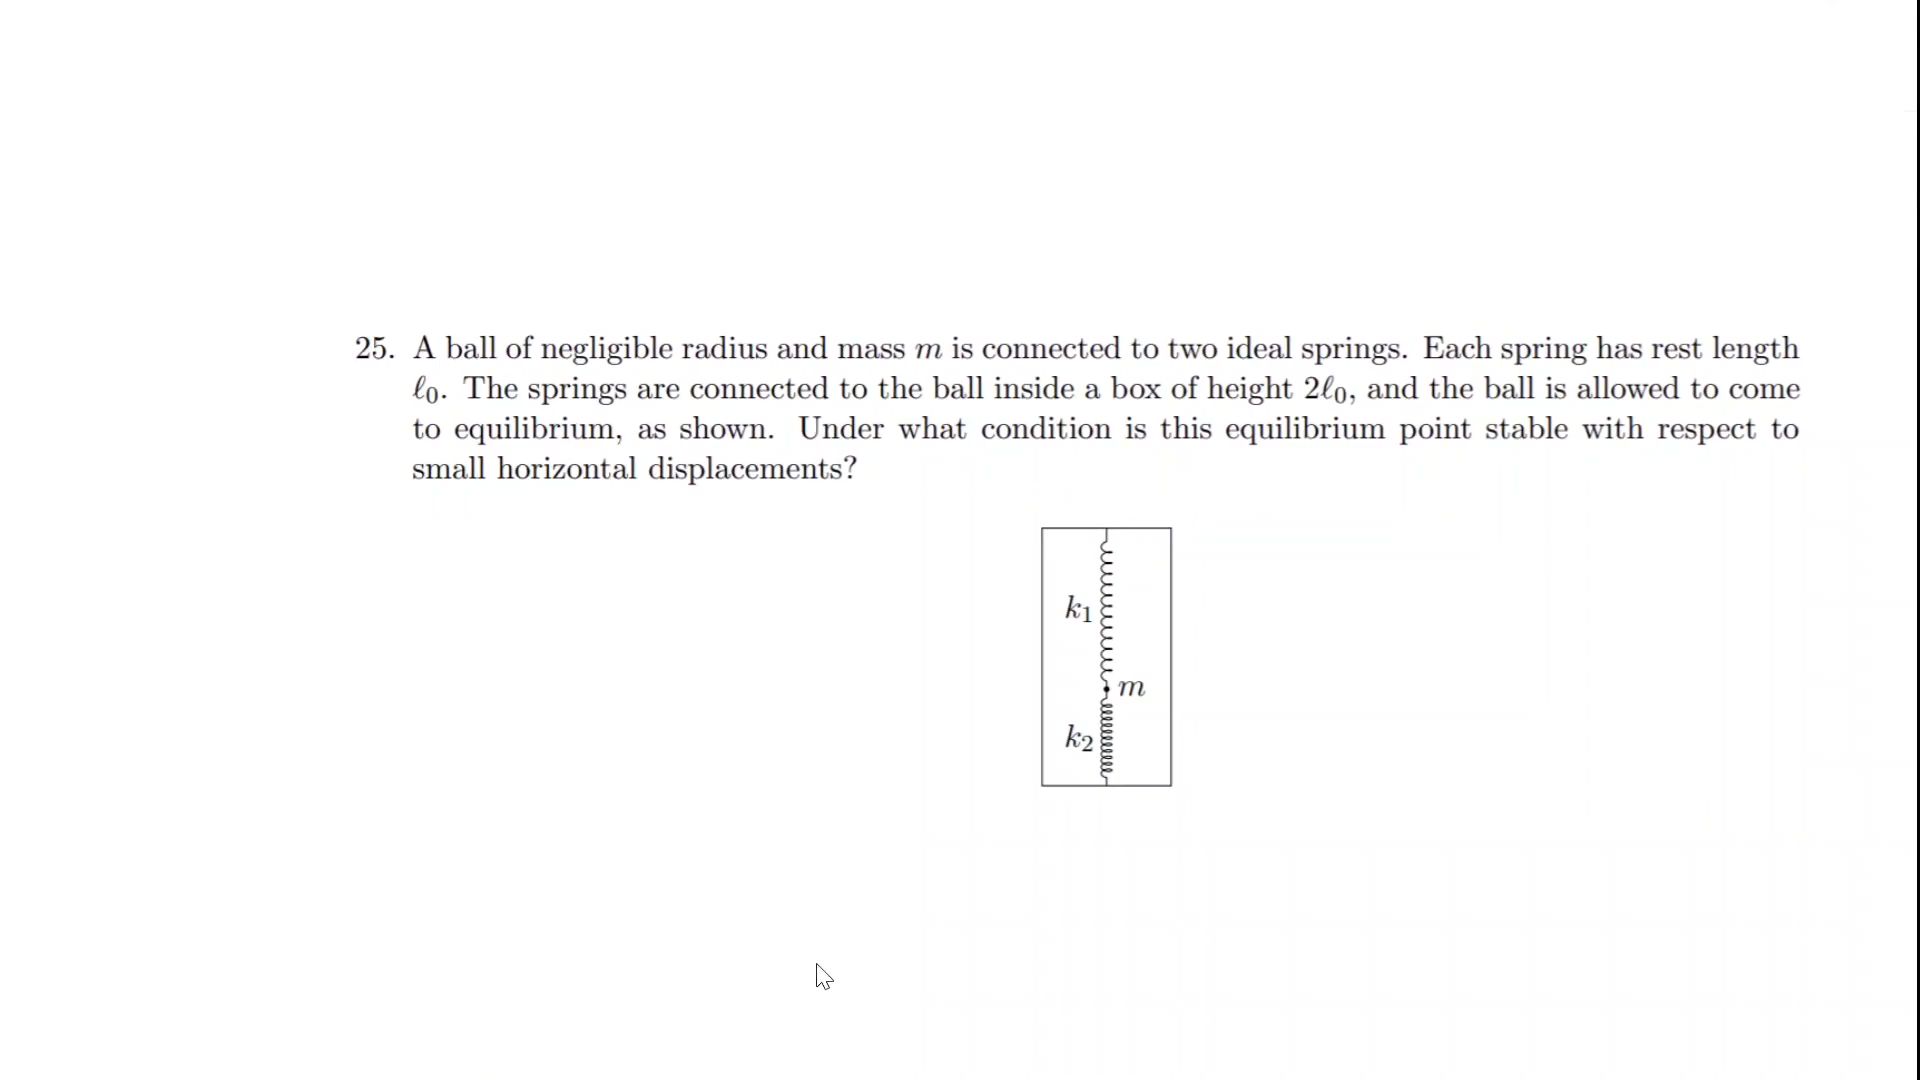 25. A ball of negligible radius and mass m is connected to two ideal springs. Each spring has rest length
ℓ₀. The springs are connected to the ball inside a box of height 2ℓ₀, and the ball is allowed to come
to equilibrium, as shown. Under what condition is this equilibrium point stable with respect to
small horizontal displacements?
k₁
m
k₂